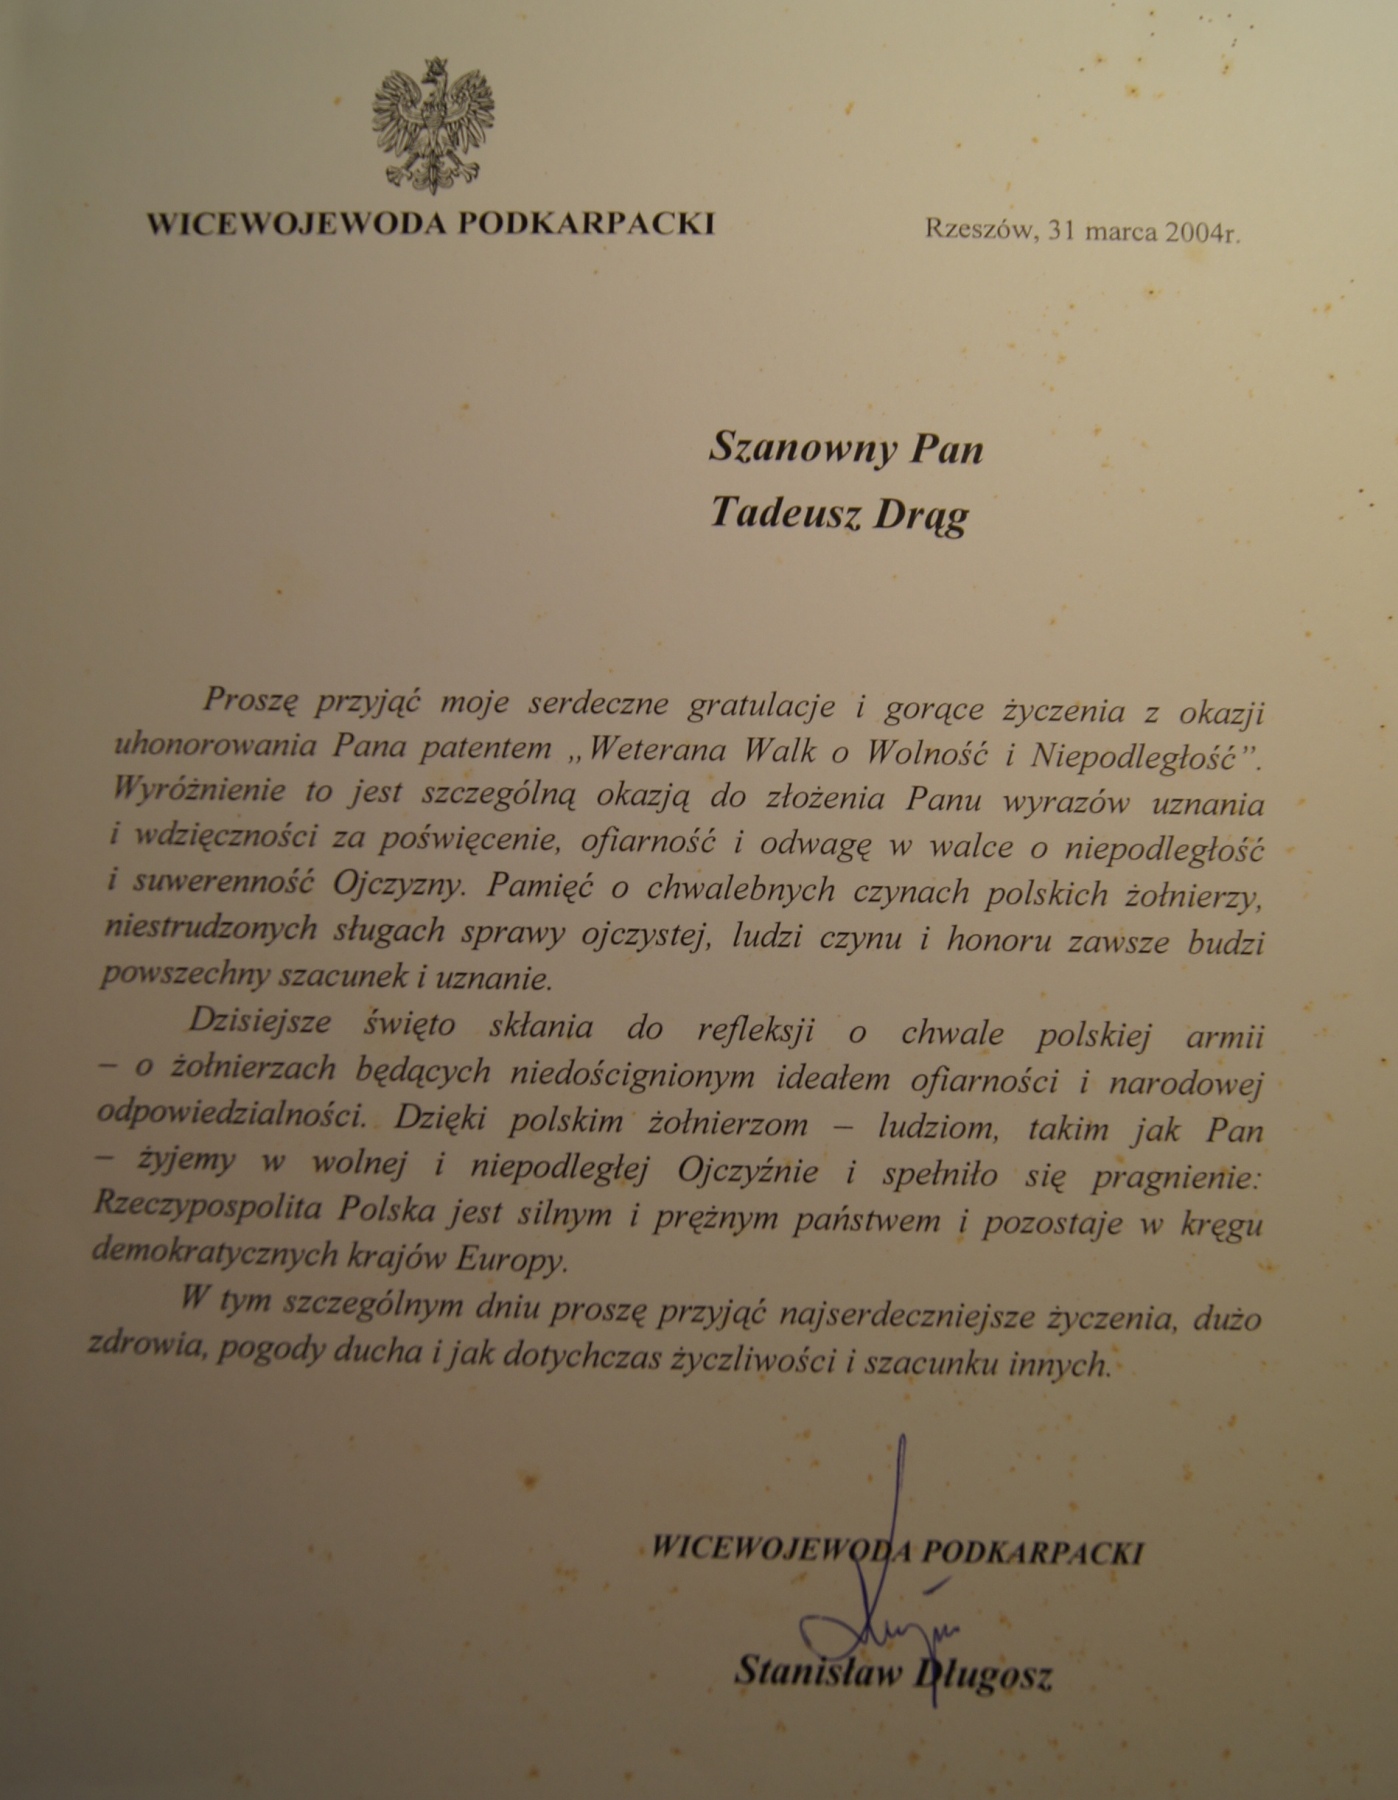 WICEWOJEWODA PODKARPACKI
Rzeszów, 31 marca 2004r.
Szanowny Pan
Tadeusz Drąg
Proszę przyjąć moje serdeczne gratulacje i gorące życzenia z okazji
uhonorowania Pana patentem „Weterana Walk o Wolność i Niepodległość”.
Wyróżnienie to jest szczególną okazją do złożenia Panu wyrazów uznania
i wdzięczności za poświęcenie, ofiarność i odwagę w walce o niepodległość
i suwerenność Ojczyzny. Pamięć o chwalebnych czynach polskich żołnierzy,
niestrudzonych sługach sprawy ojczystej, ludzi czynu i honoru zawsze budzi
powszechny szacunek i uznanie.
Dzisiejsze święto skłania do refleksji o chwale polskiej armii
– o żołnierzach będących niedoścignionym ideałem ofiarności i narodowej
odpowiedzialności. Dzięki polskim żołnierzom – ludziom, takim jak Pan
– żyjemy w wolnej i niepodległej Ojczyźnie i spełniło się pragnienie:
Rzeczypospolita Polska jest silnym i prężnym państwem i pozostaje w kręgu
demokratycznych krajów Europy.
W tym szczególnym dniu proszę przyjąć najserdeczniejsze życzenia, dużo
zdrowia, pogody ducha i jak dotychczas życzliwości i szacunku innych.
WICEWOJEWODA PODKARPACKI
Stanisław Długosz